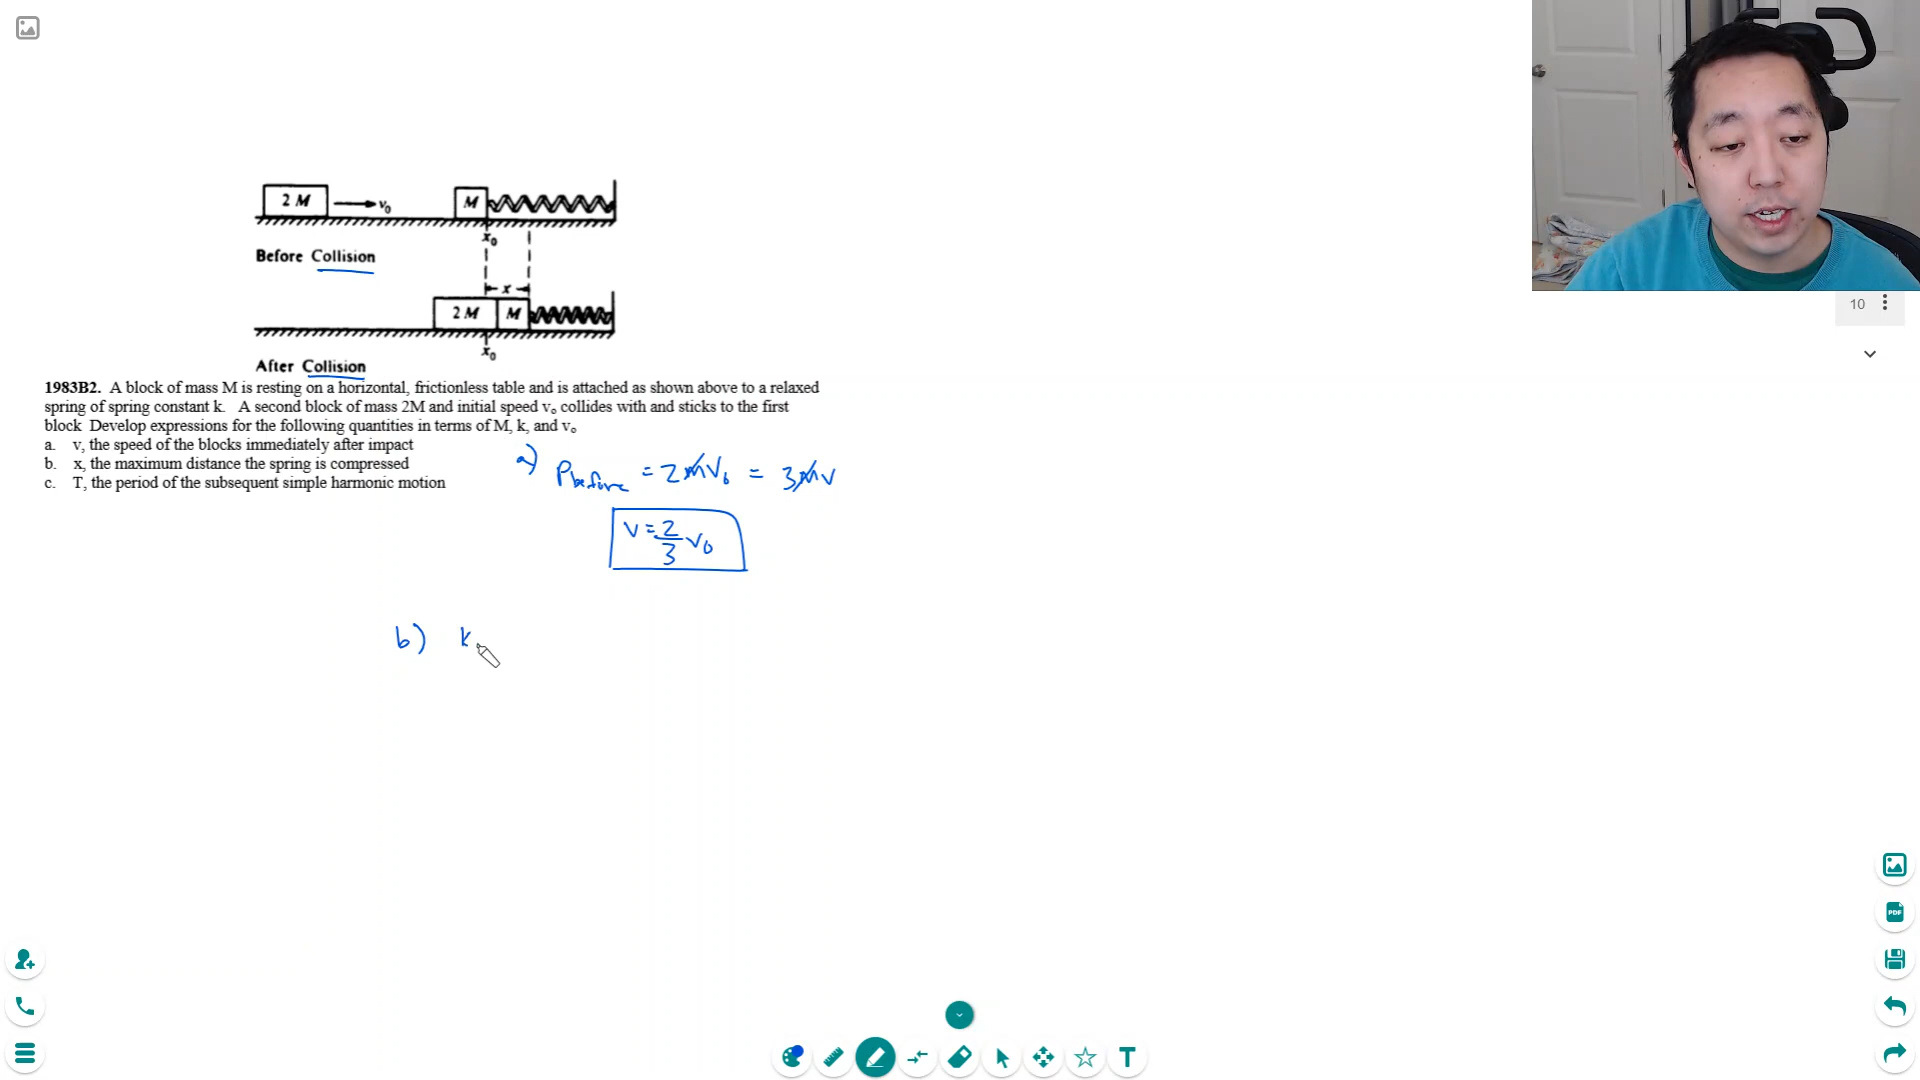 2 M
v₀
M
x₀
Before Collision
x
2 M
M
x₀
After Collision
1983B2. A block of mass M is resting on a horizontal, frictionless table and is attached as shown above to a relaxed
spring of spring constant k. A second block of mass 2M and initial speed vₒ collides with and sticks to the first
block Develop expressions for the following quantities in terms of M, k, and vₒ
a. v, the speed of the blocks immediately after impact
b. x, the maximum distance the spring is compressed
c. T, the period of the subsequent simple harmonic motion
a) Pbefore = 2MV₀ = 3MV
V = 2/3 V₀
b) K
10
PDF
T